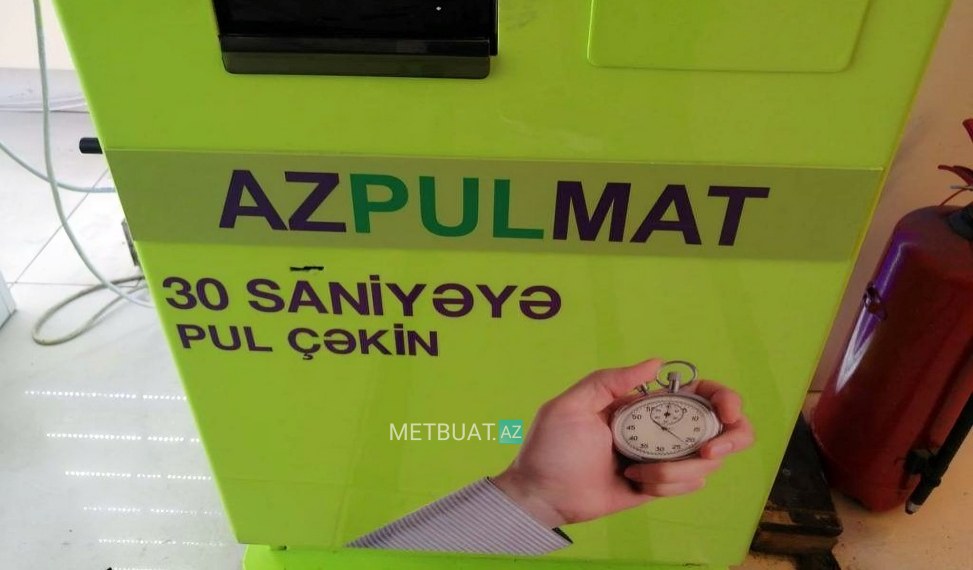 AZPULMAT
30 SANİYƏYƏ
PUL ÇƏKİN
METBUAT.AZ